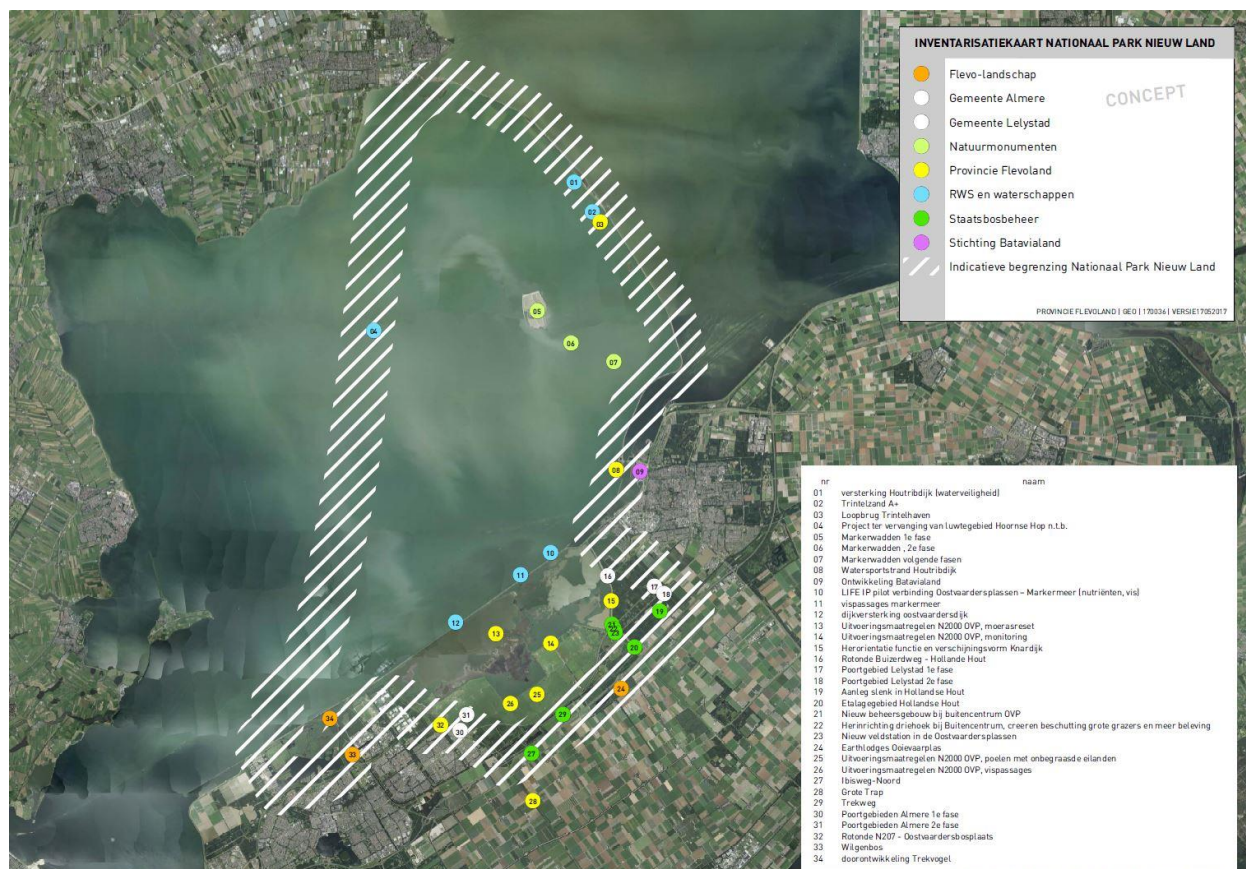 INVENTARISATIEKAART NATIONAAL PARK NIEUW LAND
CONCEPT
Flevo-landschap
Gemeente Almere
Gemeente Lelystad
Natuurmonumenten
Provincie Flevoland
RWS en waterschappen
Staatsbosbeheer
Stichting Batavialand
Indicatieve begrenzing Nationaal Park Nieuw Land
PROVINCIE FLEVOLAND | GEO | 170036 | VERSIE17052017
01
02
03
04
05
06
07
08
09
10
11
12
13
14
15
16
17
18
19
20
21
23
24
25
26
27
28
29
30
31
32
33
34
nr naam
01 versterking Houtribdijk (waterveiligheid)
02 Trintelzand A+
03 Loopbrug Trintelhaven
04 Project ter vervanging van luwtegebied Hoornse Hop n.t.b.
05 Markerwadden 1e fase
06 Markerwadden , 2e fase
07 Markerwadden volgende fasen
08 Watersportstrand Houtribdijk
09 Ontwikkeling Batavialand
10 LIFE IP pilot verbinding Oostvaardersplassen – Markermeer (nutriënten, vis)
11 vispassages markermeer
12 dijkversterking oostvaardersdijk
13 Uitvoeringsmaatregelen N2000 OVP, moerasreset
14 Uitvoeringsmaatregelen N2000 OVP, monitoring
15 Herorientatie functie en verschijningsvorm Knardijk
16 Rotonde Buizerdweg - Hollande Hout
17 Poortgebied Lelystad 1e fase
18 Poortgebied Lelystad 2e fase
19 Aanleg slenk in Hollandse Hout
20 Etalagegebied Hollandse Hout
21 Nieuw beheersgebouw bij buitencentrum OVP
22 Herinrichting driehoek bij Buitencentrum, creeren beschutting grote grazers en meer beleving
23 Nieuw veldstation in de Oostvaardersplassen
24 Earthlodges Ooievaarplas
25 Uitvoeringsmaatregelen N2000 OVP, poelen met onbegraasde eilanden
26 Uitvoeringsmaatregelen N2000 OVP, vispassages
27 Ibisweg-Noord
28 Grote Trap
29 Trekweg
30 Poortgebieden Almere 1e fase
31 Poortgebieden Almere 2e fase
32 Rotonde N207 - Oostvaardersbosplaats
33 Wilgenbos
34 doorontwikkeling Trekvogel